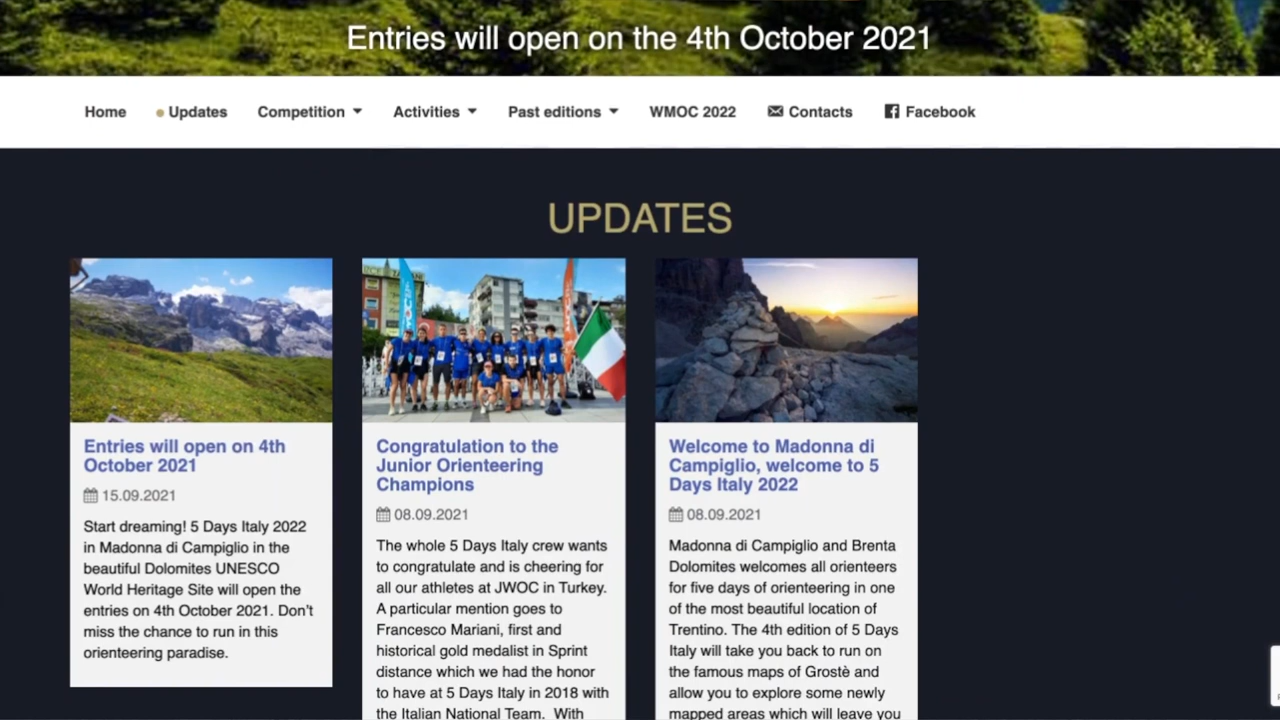 Entries will open on the 4th October 2021
Home
Updates
Competition
Activities
Past editions
WMOC 2022
Contacts
Facebook
UPDATES
Entries will open on 4th
October 2021
15.09.2021
Start dreaming! 5 Days Italy 2022
in Madonna di Campiglio in the
beautiful Dolomites UNESCO
World Heritage Site will open the
entries on 4th October 2021. Don’t
miss the chance to run in this
orienteering paradise.
Congratulation to the
Junior Orienteering
Champions
08.09.2021
The whole 5 Days Italy crew wants
to congratulate and is cheering for
all our athletes at JWOC in Turkey.
A particular mention goes to
Francesco Mariani, first and
historical gold medalist in Sprint
distance which we had the honor
to have at 5 Days Italy in 2018 with
the Italian National Team. With
Welcome to Madonna di
Campiglio, welcome to 5
Days Italy 2022
08.09.2021
Madonna di Campiglio and Brenta
Dolomites welcomes all orienteers
for five days of orienteering in one
of the most beautiful location of
Trentino. The 4th edition of 5 Days
Italy will take you back to run on
the famous maps of Grostè and
allow you to explore some newly
mapped areas which will leave you